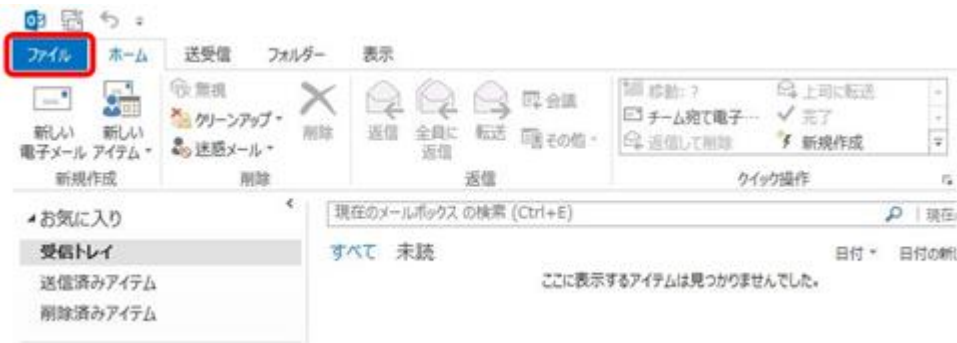 ファイル ホーム 送受信 フォルダー 表示
新しい
電子メール
新しい
アイテム
新規作成
無視
クリーンアップ
迷惑メール
削除
削除
返信
全員に
返信
転送
会議
その他
返信
移動: ?
チーム宛て電子…
返信して削除
上司に転送
完了
新規作成
クイック操作
お気に入り
受信トレイ
送信済みアイテム
削除済みアイテム
現在のメールボックス の検索 (Ctrl+E)
現在
すべて 未読
日付 日付の新し
ここに表示するアイテムは見つかりませんでした。